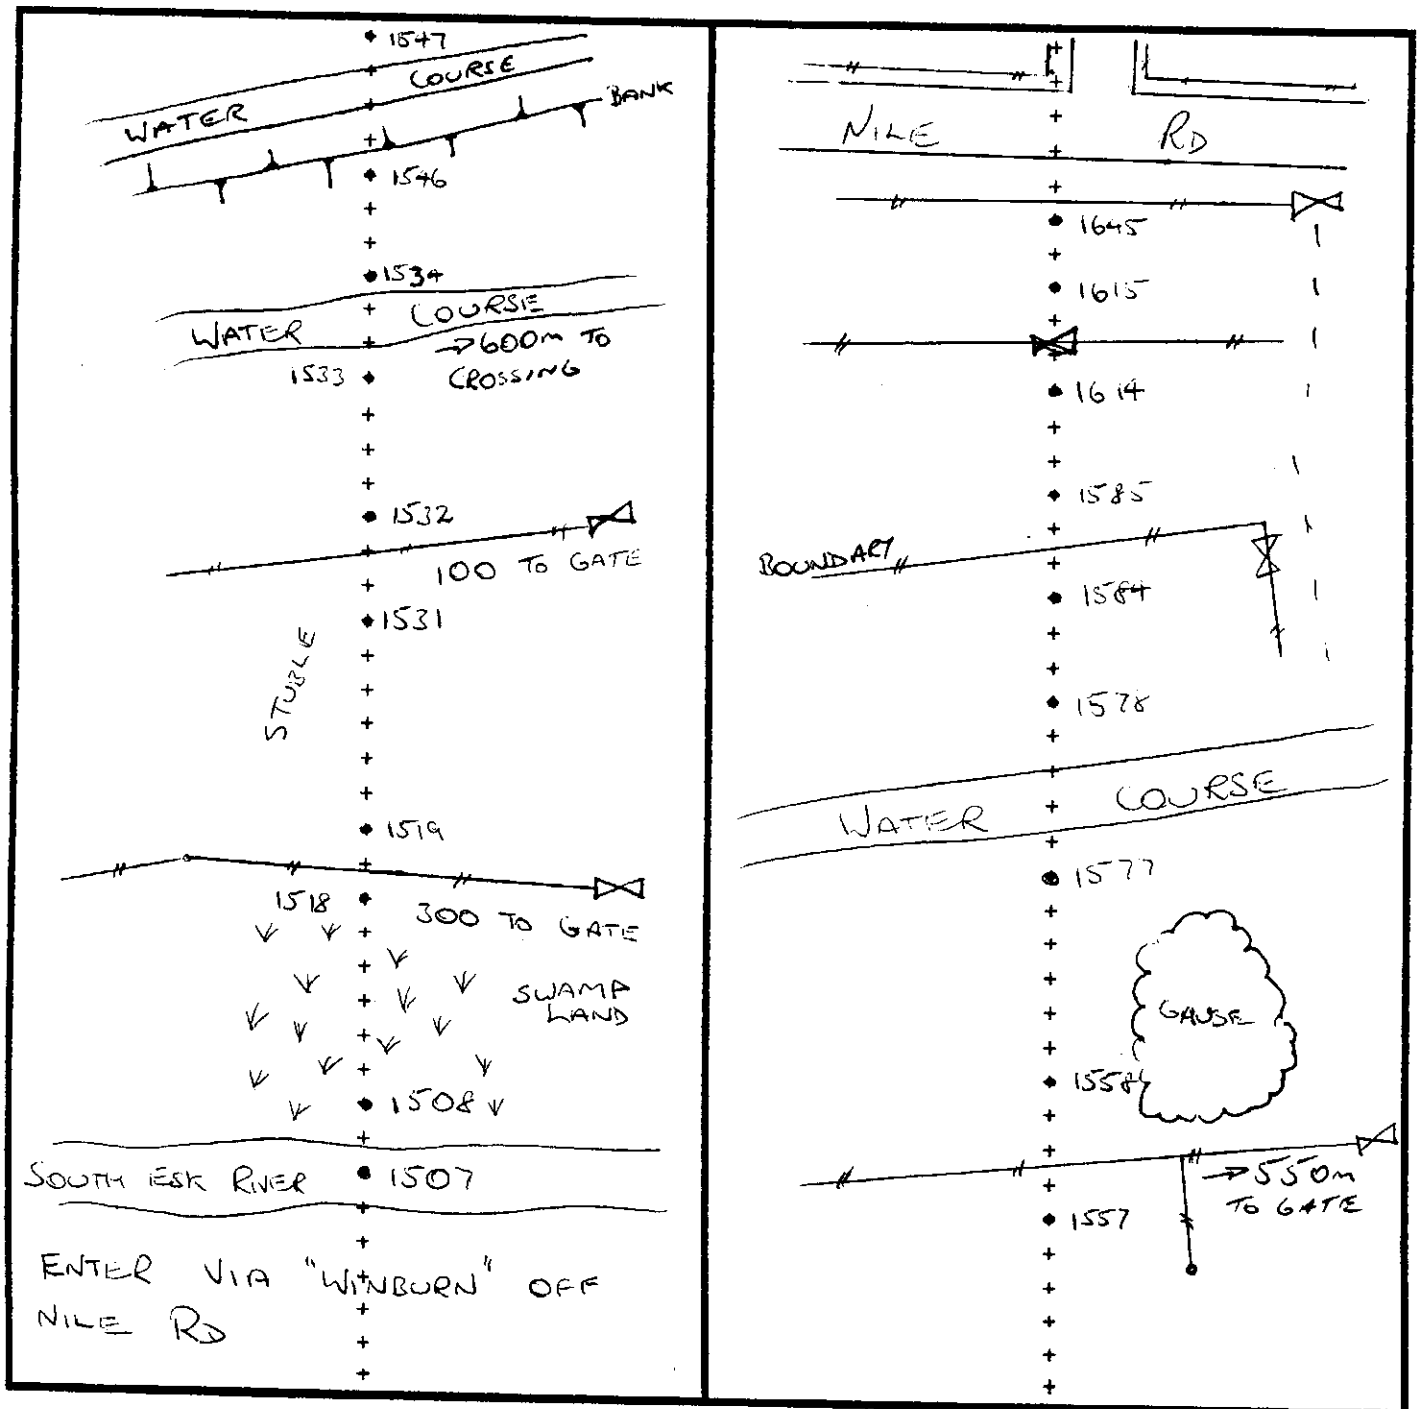 1547
WATER COURSE
BANK
1546
1534
WATER COURSE
→600m TO
CROSSING
1533
1532
100 TO GATE
1531
STUBLE
1519
1518
300 TO GATE
SWAMP
LAND
1508
SOUTH ESK RIVER
1507
ENTER VIA "WINBURN" OFF
NILE RD
NILE RD
1645
1615
1614
1585
BOUNDARY
1584
1578
WATER COURSE
1577
GAUSE
1558
→550m
TO GATE
1557